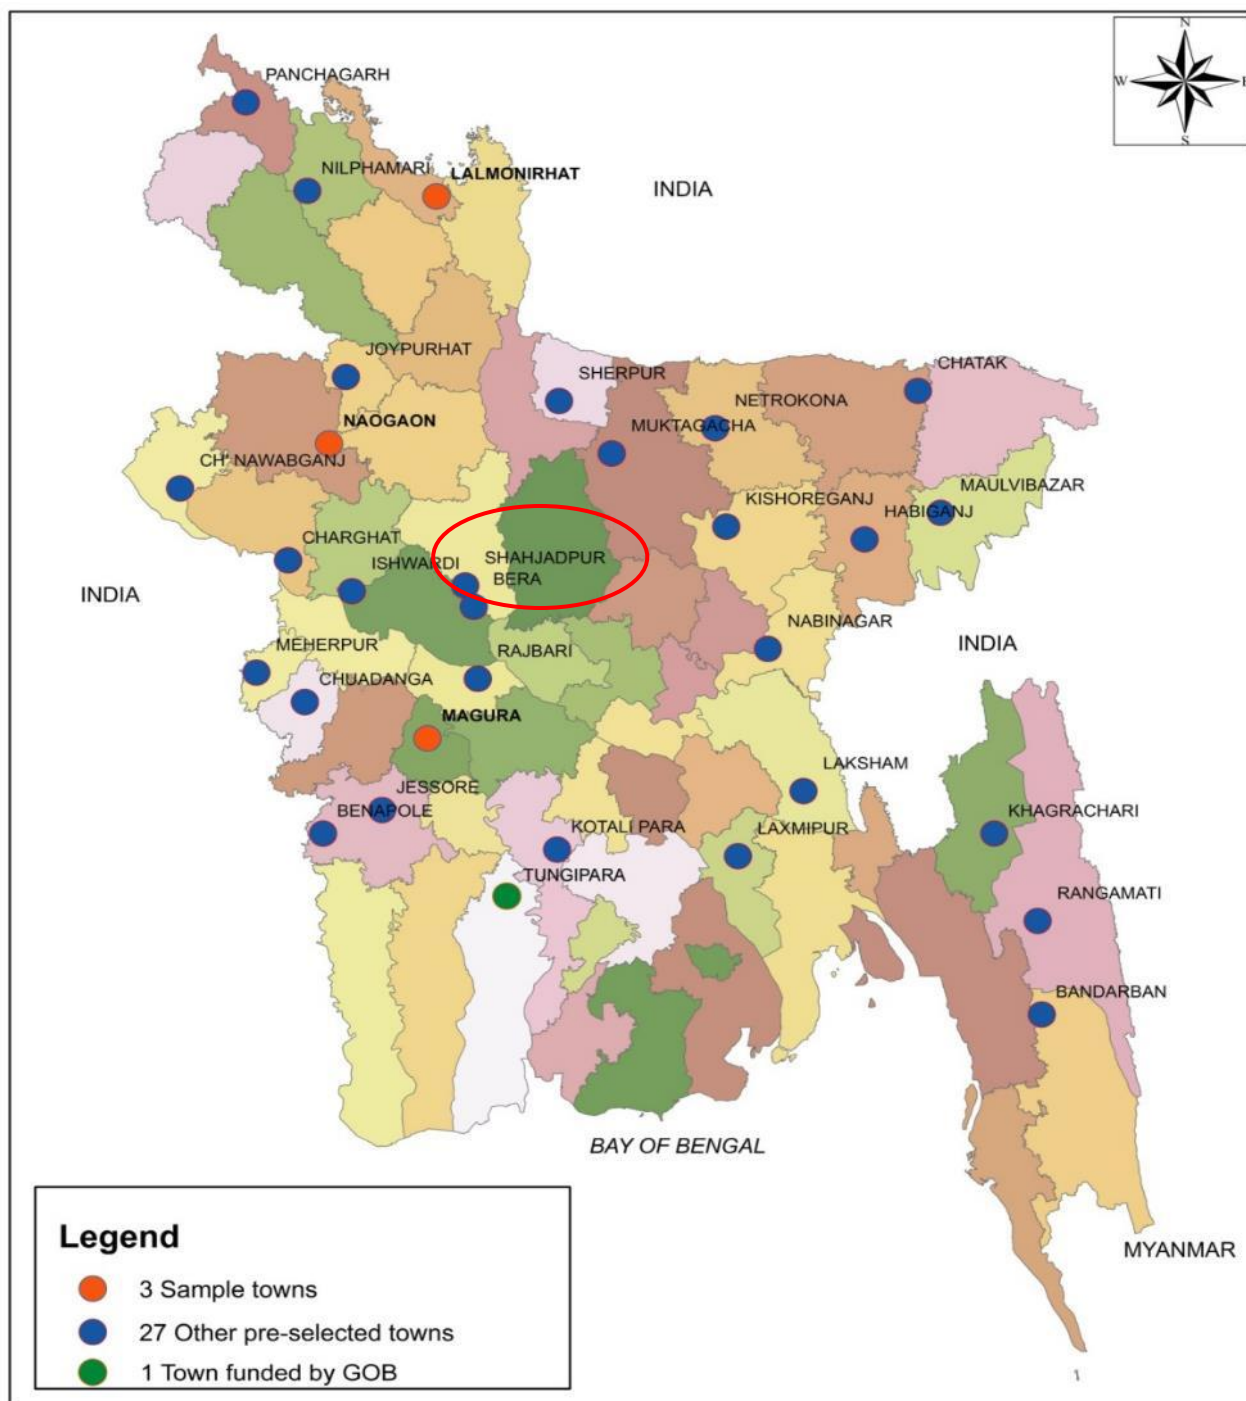 N
W
E
S
PANCHAGARH
NILPHAMARI
LALMONIRHAT
INDIA
JOYPURHAT
SHERPUR
CHATAK
NETROKONA
NAOGAON
MUKTAGACHA
CH' NAWABGANJ
MAULVIBAZAR
KISHOREGANJ
HABIGANJ
CHARGHAT
ISHWARDI
SHAHJADPUR
BERA
INDIA
NABINAGAR
INDIA
MEHERPUR
RAJBARI
CHUADANGA
MAGURA
LAKSHAM
JESSORE
BENAPOLE
KHAGRACHARI
KOTALI PARA
LAXMIPUR
TUNGIPARA
RANGAMATI
BANDARBAN
BAY OF BENGAL
MYANMAR
Legend
3 Sample towns
27 Other pre-selected towns
1 Town funded by GOB
1